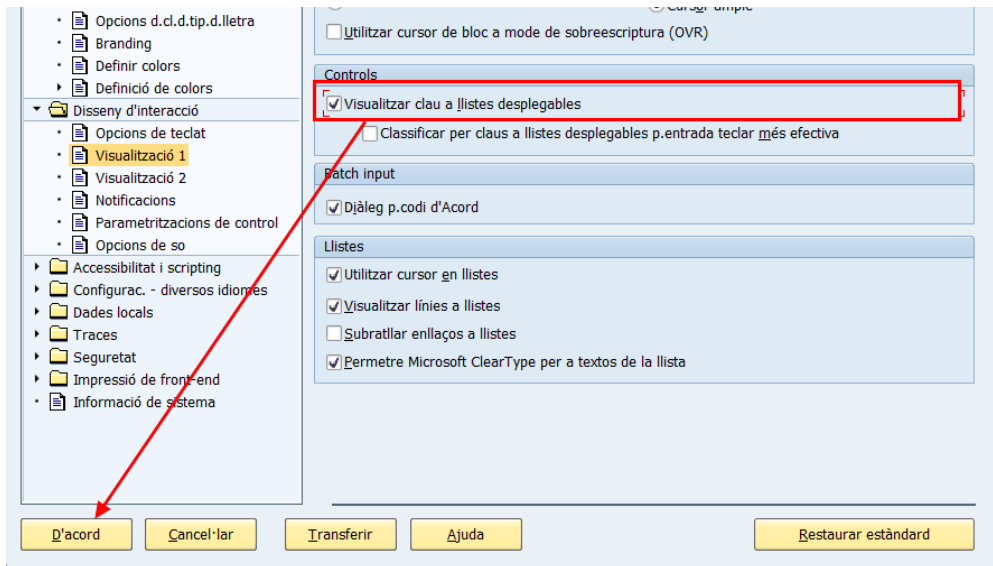 Opcions d.cl.d.tip.d.lletra
Branding
Definir colors
Definició de colors
Disseny d'interacció
Opcions de teclat
Visualització 1
Visualització 2
Notificacions
Parametritzacions de control
Opcions de so
Accessibilitat i scripting
Configurac. - diversos idiomes
Dades locals
Traces
Seguretat
Impressió de front-end
Informació de sistema
Cursor ample
Utilitzar cursor de bloc a mode de sobreescriptura (OVR)
Controls
Visualitzar clau a llistes desplegables
Classificar per claus a llistes desplegables p.entrada teclar més efectiva
Batch input
Diàleg p.codi d'Acord
Llistes
Utilitzar cursor en llistes
Visualitzar línies a llistes
Subratllar enllaços a llistes
Permetre Microsoft ClearType per a textos de la llista
D'acord
Cancel·lar
Transferir
Ajuda
Restaurar estàndard